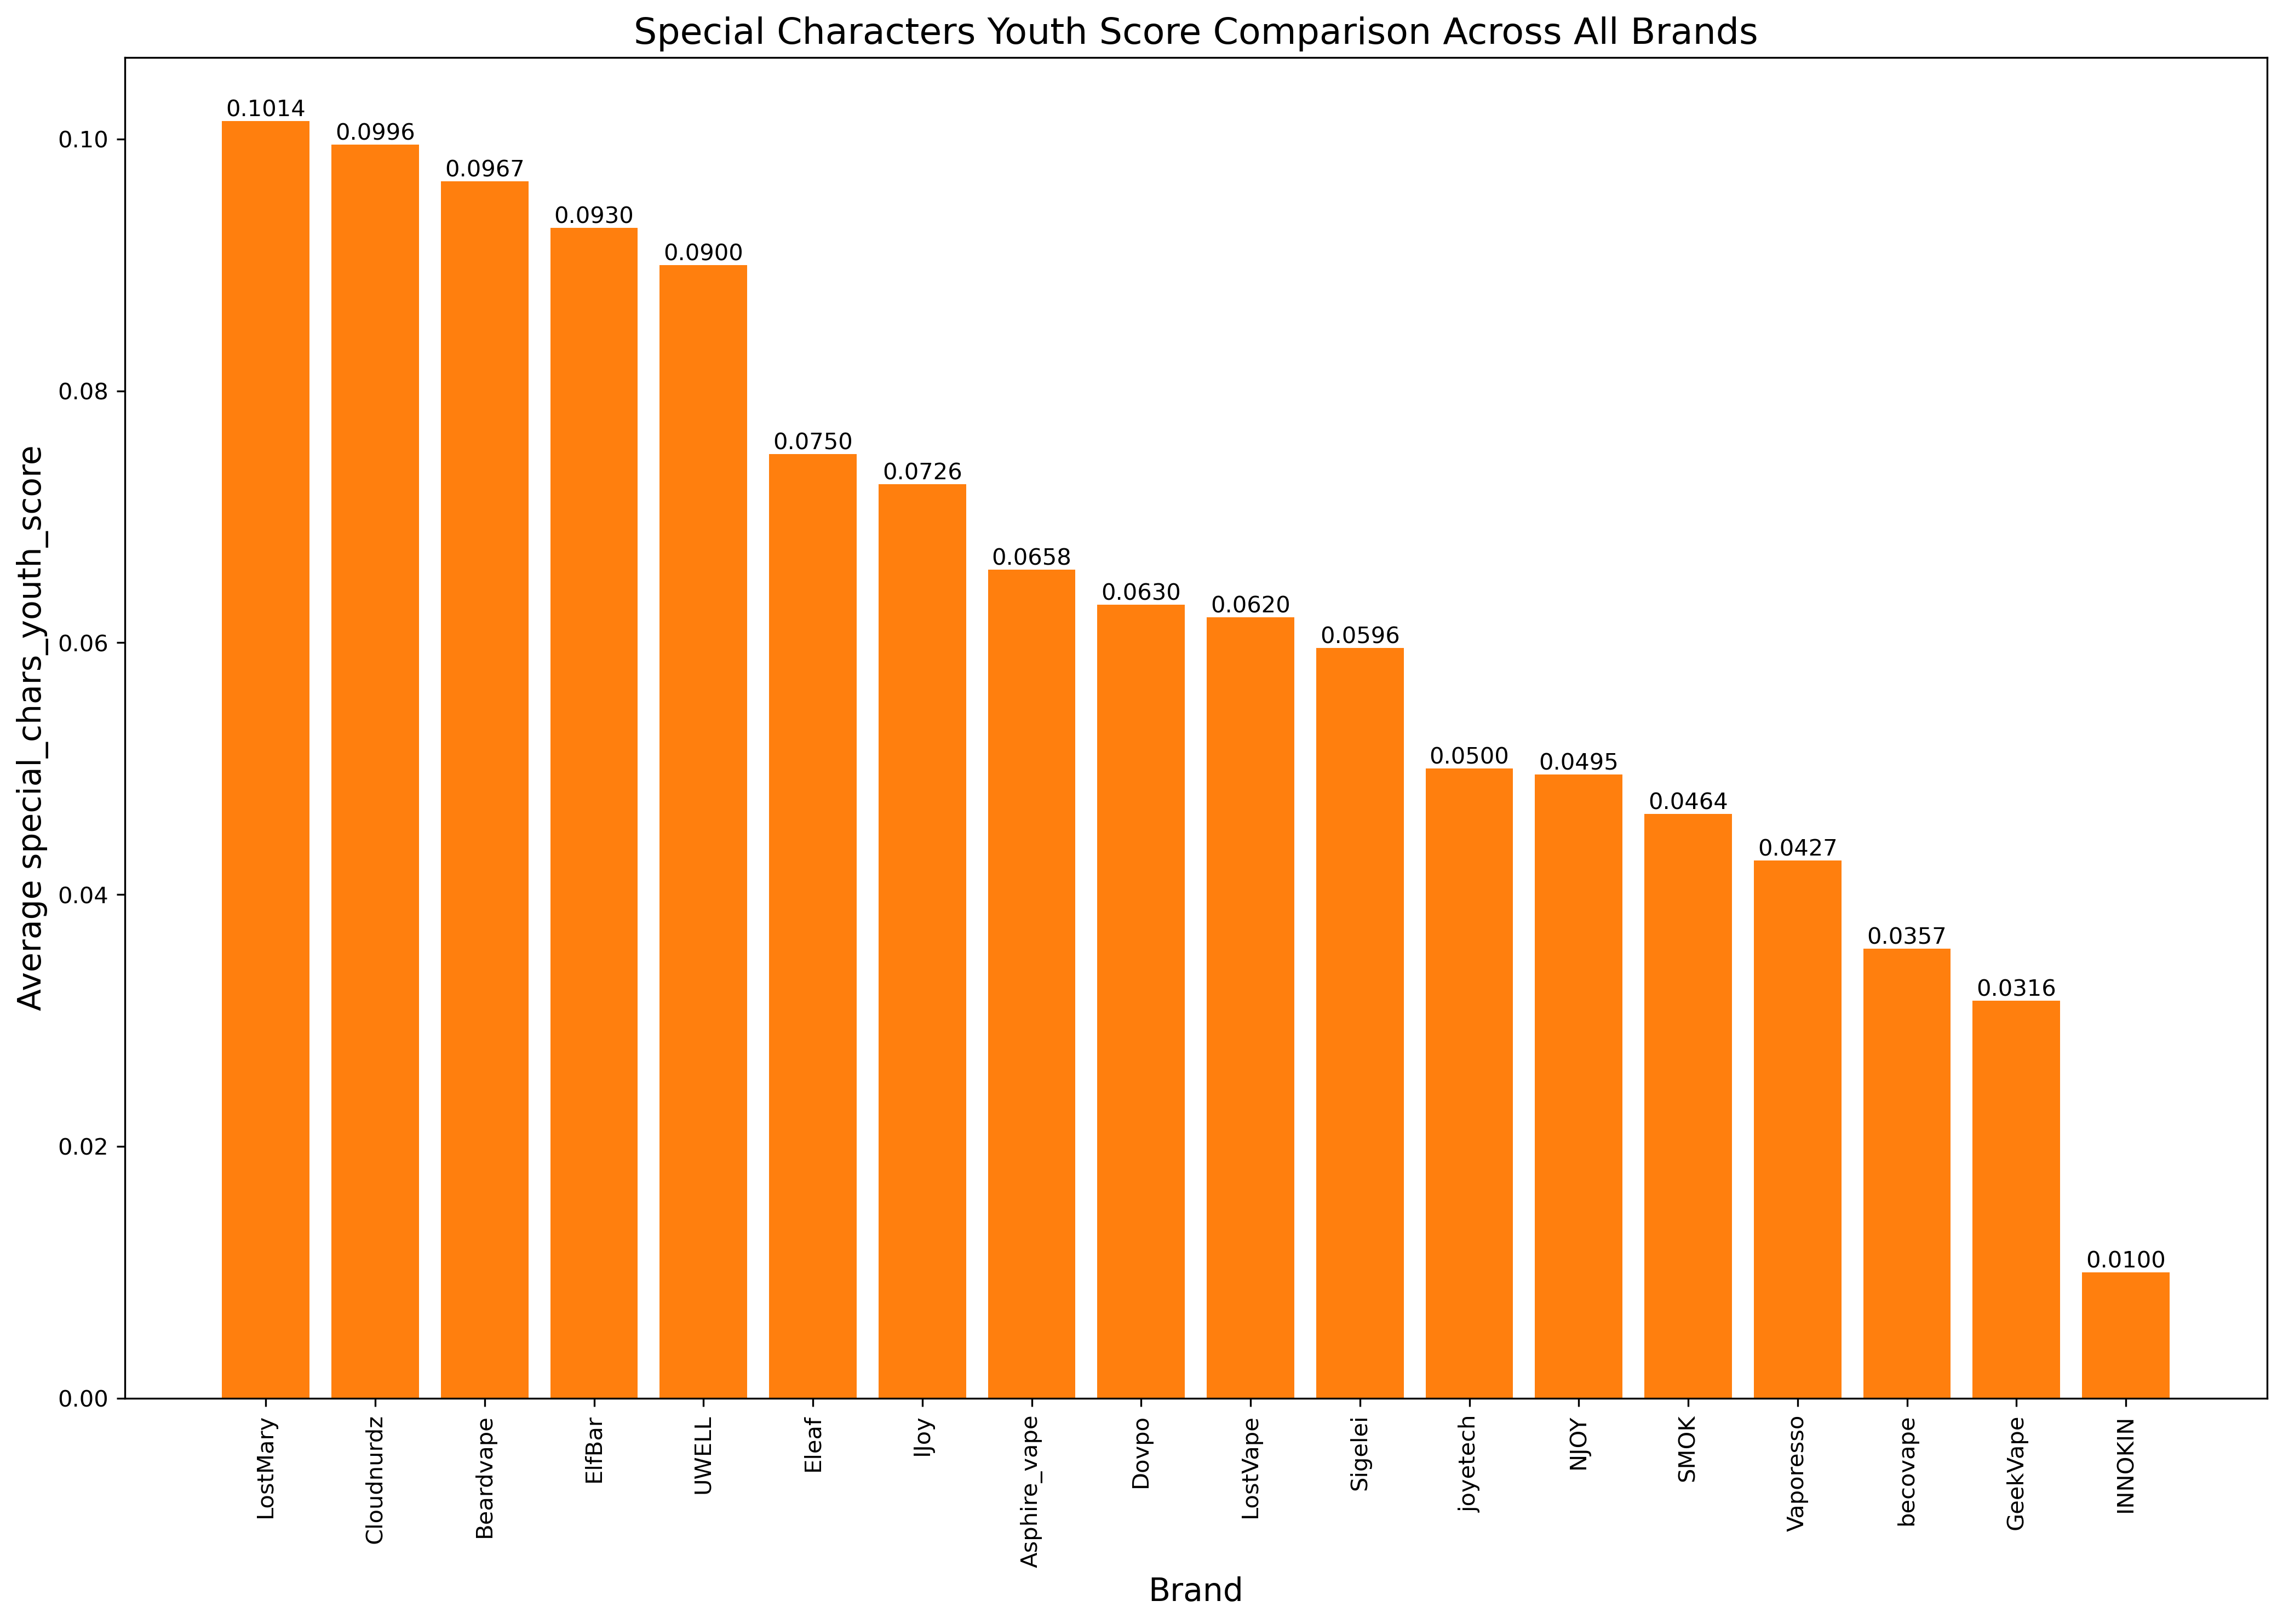 Special Characters Youth Score Comparison Across All Brands
Average special_chars_youth_score
0.10
0.08
0.06
0.04
0.02
0.00
0.1014
0.0996
0.0967
0.0930
0.0900
0.0750
0.0726
0.0658
0.0630
0.0620
0.0596
0.0500
0.0495
0.0464
0.0427
0.0357
0.0316
0.0100
LostMary
Cloudnurdz
Beardvape
ElfBar
UWELL
Eleaf
IJoy
Asphire_vape
Dovpo
LostVape
Sigelei
joyetech
NJOY
SMOK
Vaporesso
becovape
GeekVape
INNOKIN
Brand